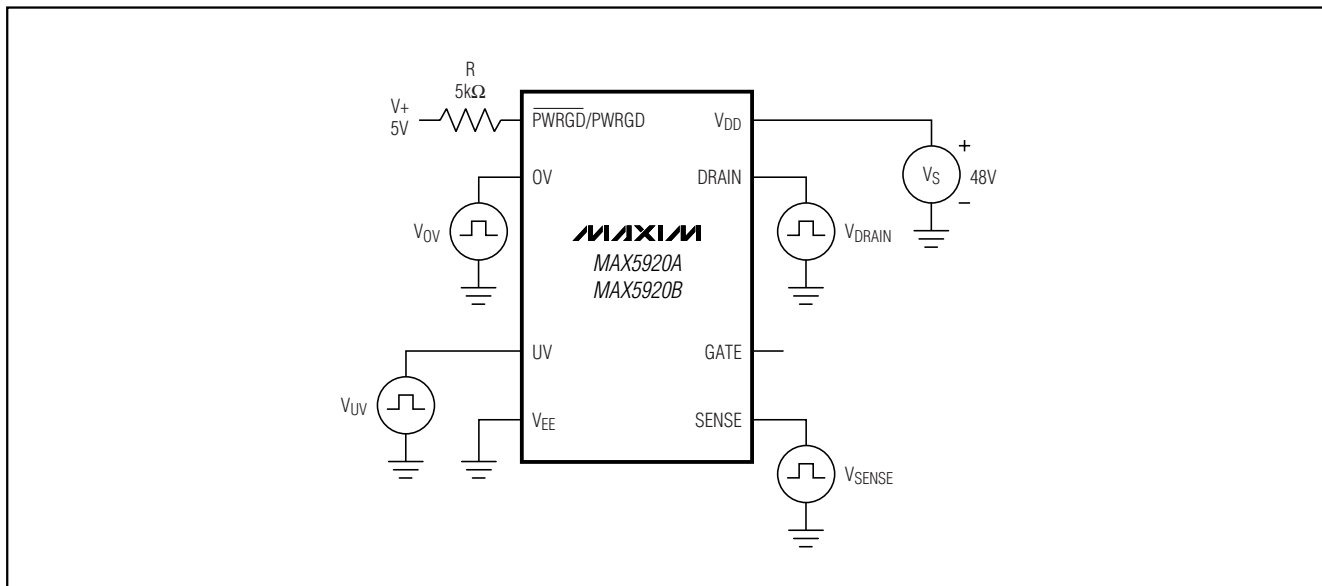 R
5kΩ
V+
5V
PWRGD/PWRGD
VDD
+
VS
48V
−
OV
DRAIN
VOV
VDRAIN
MAXIM
MAX5920A
MAX5920B
UV
GATE
VUV
VEE
SENSE
VSENSE